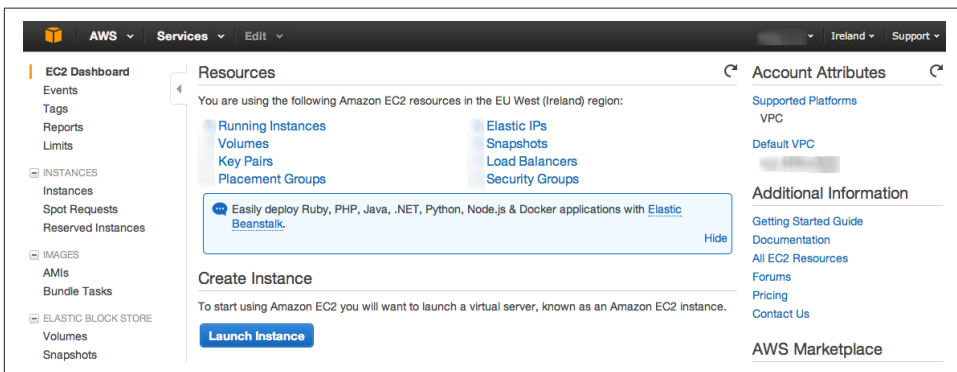 AWS Services Edit Ireland Support
EC2 Dashboard
Events
Tags
Reports
Limits
INSTANCES
Instances
Spot Requests
Reserved Instances
IMAGES
AMIs
Bundle Tasks
ELASTIC BLOCK STORE
Volumes
Snapshots
Resources
You are using the following Amazon EC2 resources in the EU West (Ireland) region:
Running Instances
Volumes
Key Pairs
Placement Groups
Elastic IPs
Snapshots
Load Balancers
Security Groups
Easily deploy Ruby, PHP, Java, .NET, Python, Node.js & Docker applications with Elastic
Beanstalk.
Hide
Create Instance
To start using Amazon EC2 you will want to launch a virtual server, known as an Amazon EC2 instance.
Launch Instance
Account Attributes
Supported Platforms
VPC
Default VPC
Additional Information
Getting Started Guide
Documentation
All EC2 Resources
Forums
Pricing
Contact Us
AWS Marketplace